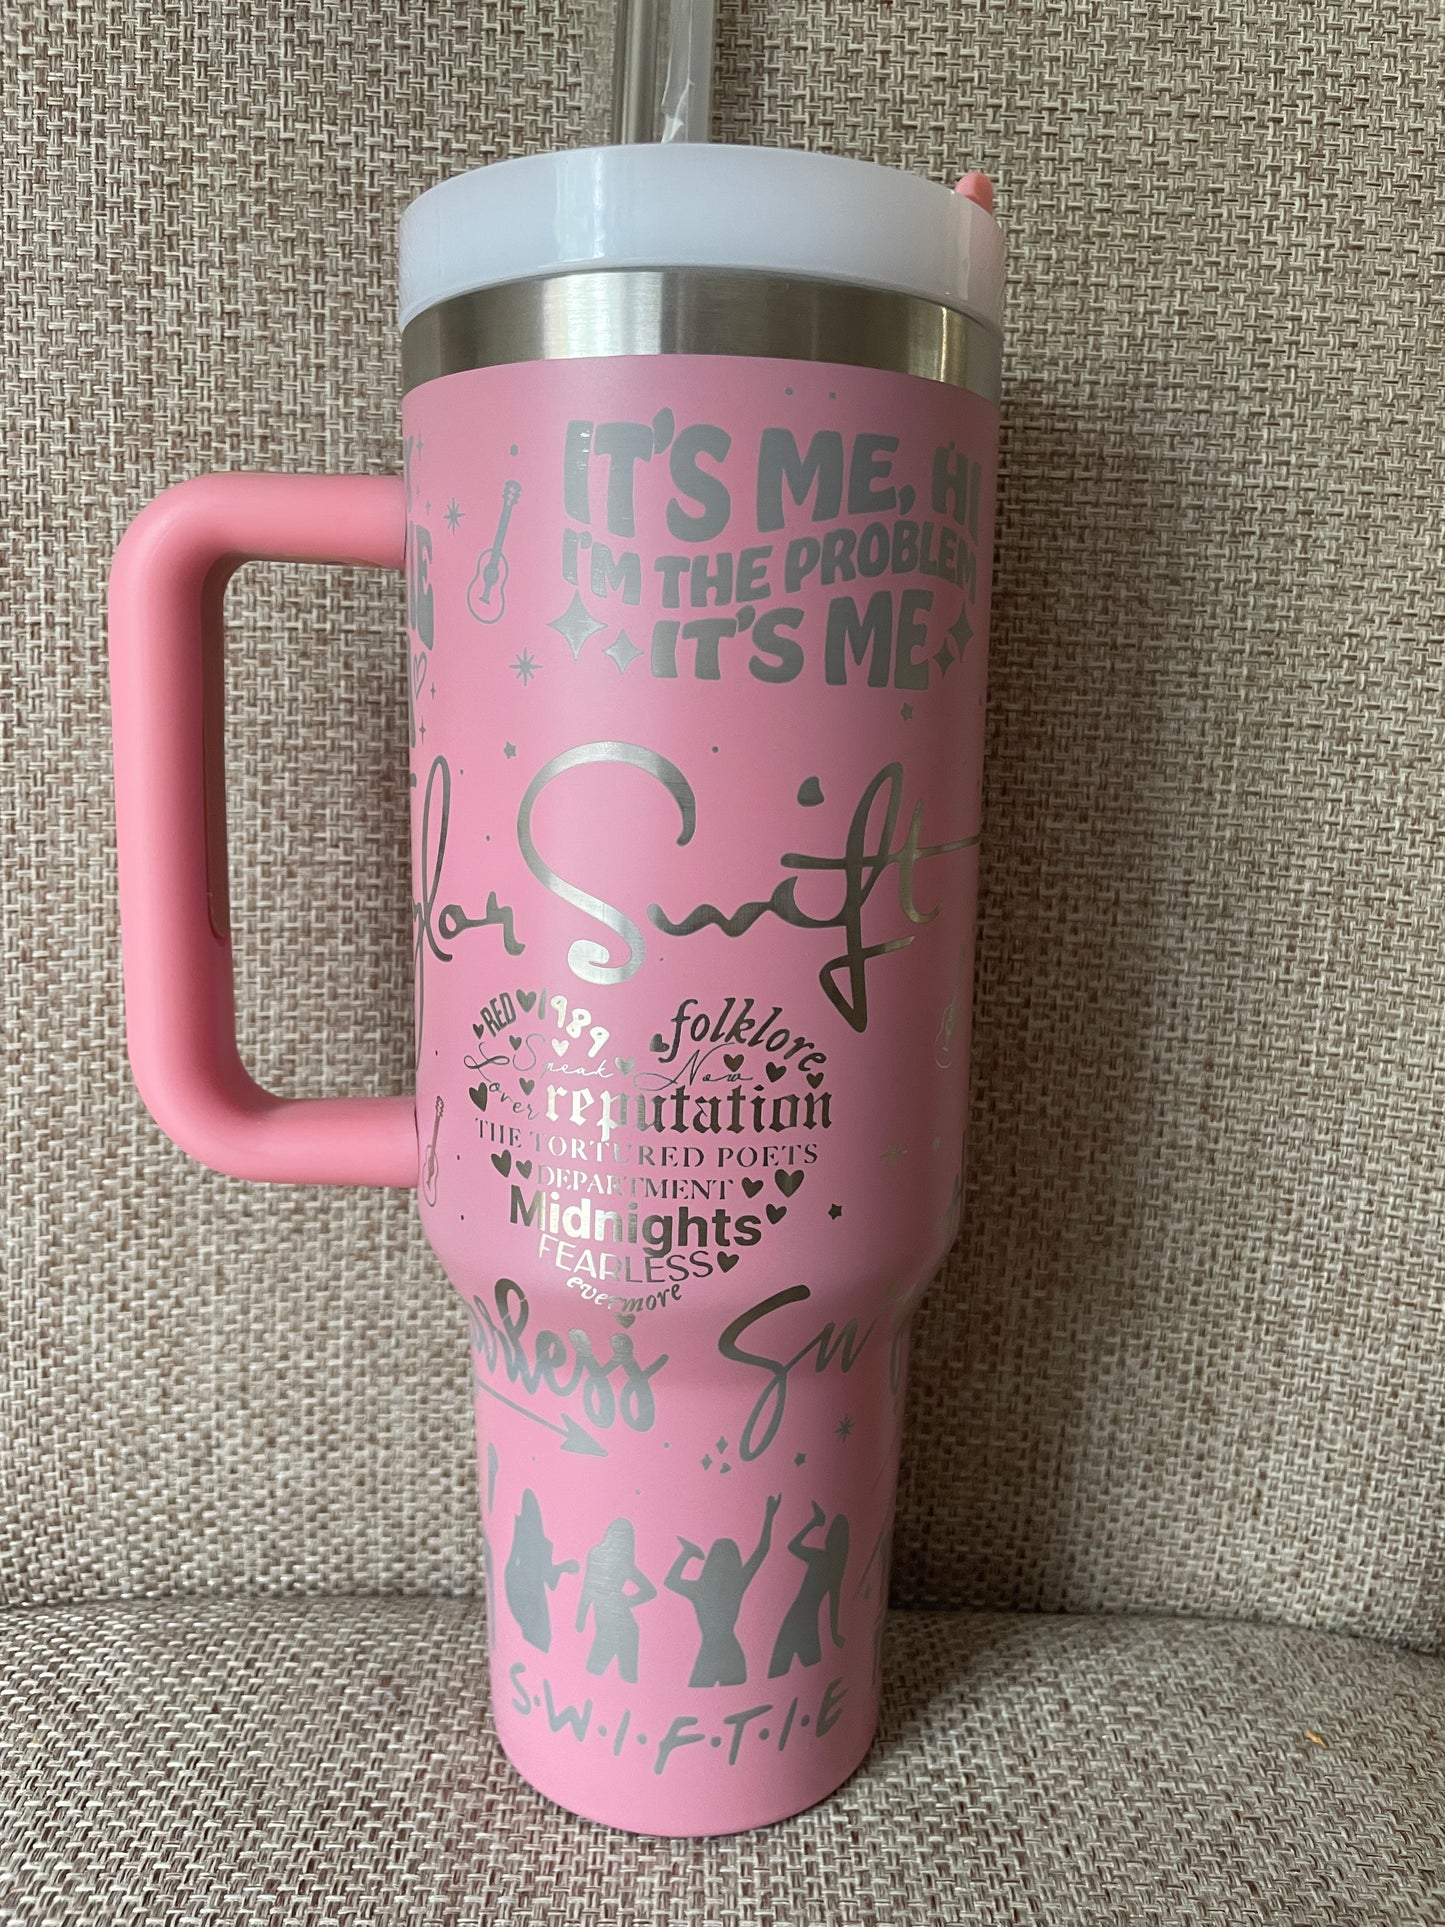 IT'S ME, HI
I'M THE PROBLEM
IT'S ME
ylor Swift
RED 1989 folklore
Speak Now
Lover reputation
THE TORTURED POETS
DEPARTMENT
Midnights
FEARLESS
evermore
S·W·I·F·T·I·E